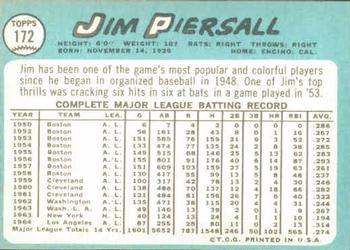 TOPPS
172
JIM PIERSALL
HEIGHT: 6'0" WEIGHT: 187 BATS: RIGHT THROWS: RIGHT
BORN: NOVEMBER 14, 1929 HOME: ENCINO, CAL.
Jim has been one of the game's most popular and colorful players
since he began in organized baseball in 1948. One of Jim's top
thrills was cracking six hits in six at bats in a game played in '53.
COMPLETE MAJOR LEAGUE BATTING RECORD
YEAR TEAM LEA. G AB R H 2B 3B HR RBI AVG.
1950 Boston A. L. 6 7 4 2 0 0 0 0 .286
1952 Boston A. L. 56 161 28 43 8 0 1 16 .267
1953 Boston A. L. 151 585 76 159 21 9 3 52 .272
1954 Boston A. L. 133 474 77 135 24 2 8 38 .285
1955 Boston A. L. 149 515 68 146 25 5 13 62 .283
1956 Boston A. L. 155 601 91 176 40 6 14 87 .293
1957 Boston A. L. 151 609 103 159 27 5 19 63 .261
1958 Boston A. L. 130 417 55 99 13 5 8 48 .237
1959 Cleveland A. L. 100 317 42 78 13 2 4 30 .246
1960 Cleveland A. L. 138 486 70 137 12 4 18 66 .282
1961 Cleveland A. L. 121 484 81 156 26 7 6 40 .322
1962 Washington A. L. 135 471 38 115 20 4 4 31 .244
1963 Wash.-L. A. A. L. 49 146 13
1963 New York N. L. 40 124 13 24 4 1 1 10 .194
1964 Los Angeles A. L. 87 255 28 80 11 0 2 13 .314
Major League Totals 14 Yrs. 1601 5652 787 1548 244 50 102 565 .274
© T.C.G. PRINTED IN U.S.A.